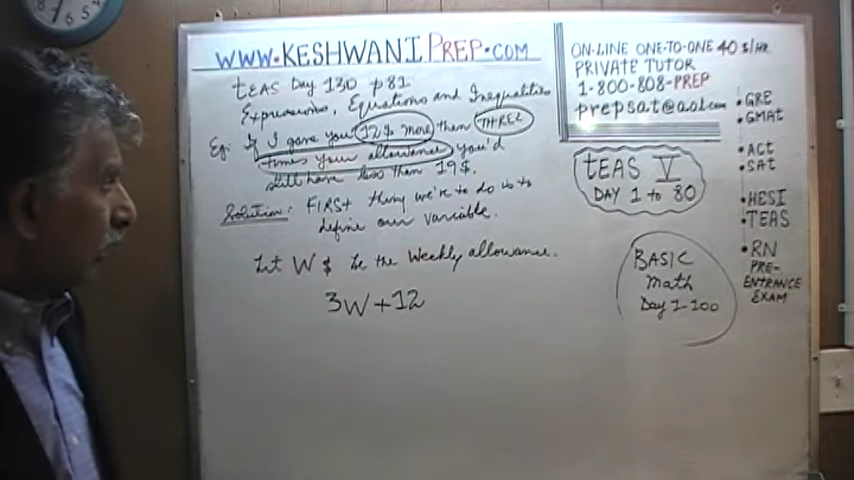 WWW.KESHWANIPREP.COM
tEAS Day 130 p81
Expressions, Equations and Inequalities
Eg: If I gave you 12$ more than THREE
times your allowance you'd
still have less than 19$.
Solution: FIRSt thing we're to do is to
define our variable.
Let W $ be the Weekly allowance.
3W+12
ON-LINE ONE-TO-ONE 40 $/HR
PRIVATE TUTOR
1-800-808-PREP
prepsat@aol.com
tEAS V
DAY 1 to 80
BASIC
Math
Day 1-100
• GRE
• GMAT
• ACT
• SAT
• HESI
• TEAS
• RN
PRE-
ENTRANCE
EXAM
8 7 6 5